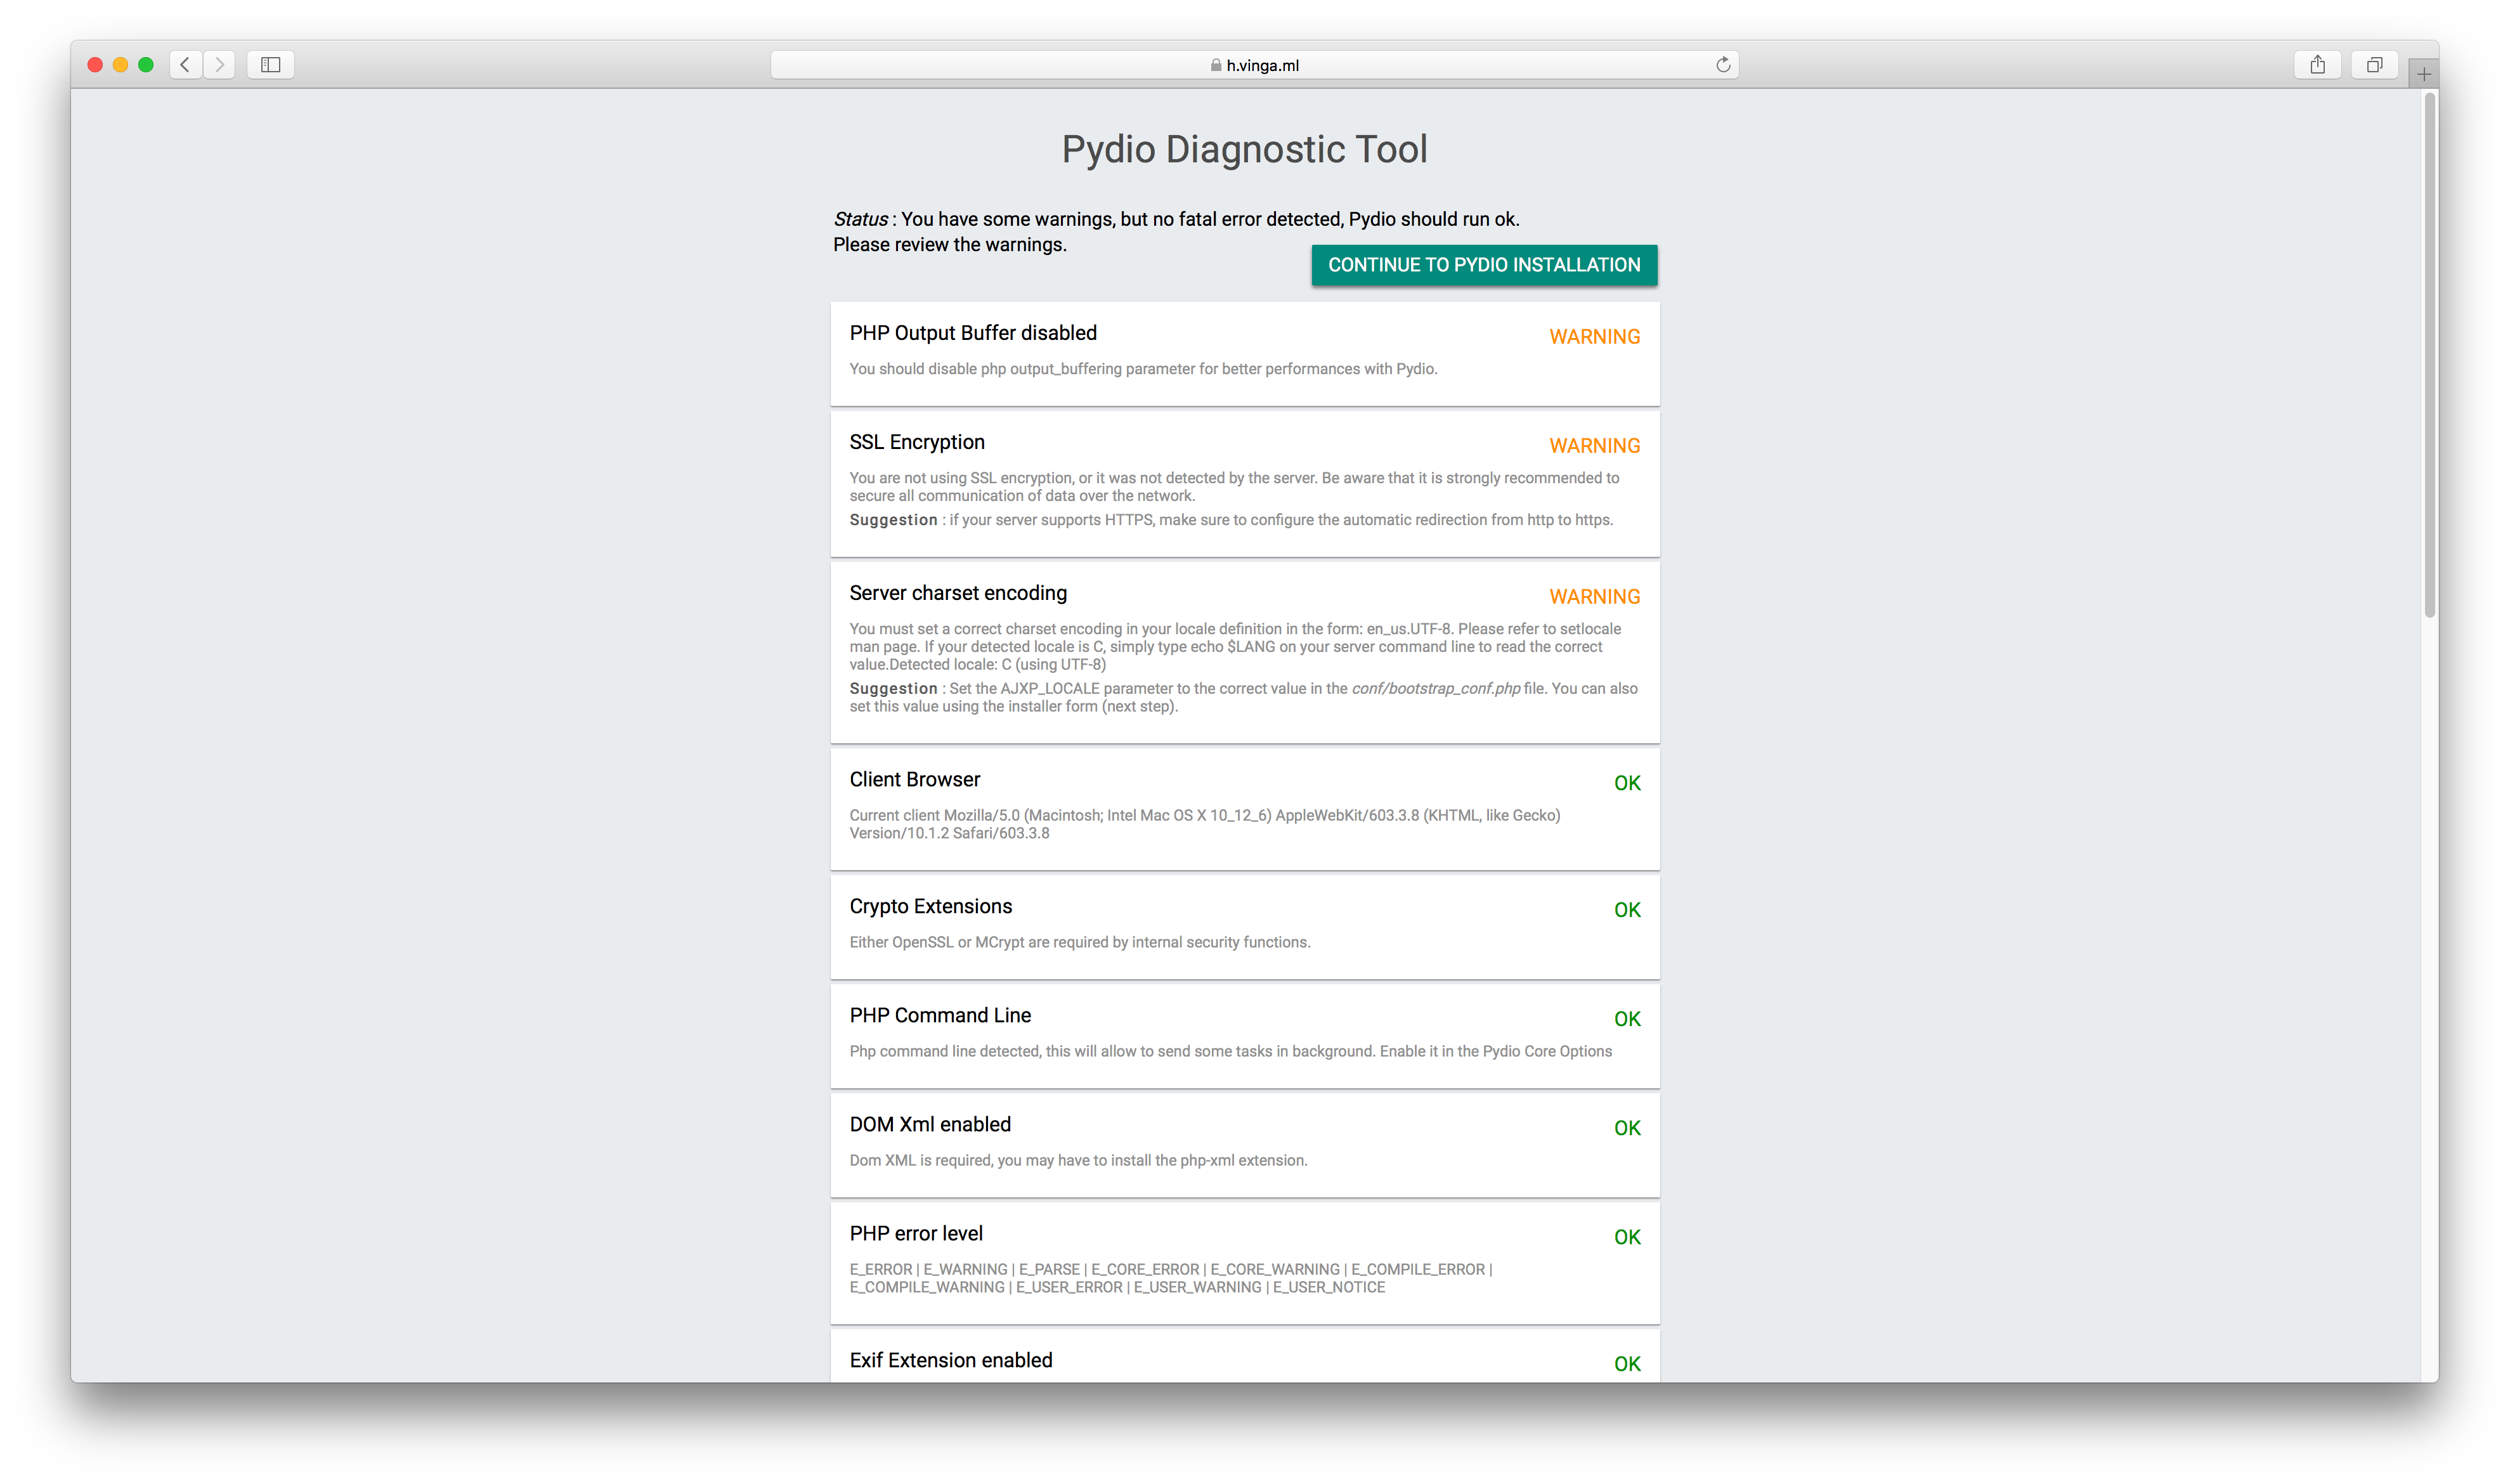 h.vinga.ml
Pydio Diagnostic Tool
Status : You have some warnings, but no fatal error detected, Pydio should run ok.
Please review the warnings.
CONTINUE TO PYDIO INSTALLATION
PHP Output Buffer disabled
WARNING
You should disable php output_buffering parameter for better performances with Pydio.
SSL Encryption
WARNING
You are not using SSL encryption, or it was not detected by the server. Be aware that it is strongly recommended to
secure all communication of data over the network.
Suggestion : if your server supports HTTPS, make sure to configure the automatic redirection from http to https.
Server charset encoding
WARNING
You must set a correct charset encoding in your locale definition in the form: en_us.UTF-8. Please refer to setlocale
man page. If your detected locale is C, simply type echo $LANG on your server command line to read the correct
value.Detected locale: C (using UTF-8)
Suggestion : Set the AJXP_LOCALE parameter to the correct value in the conf/bootstrap_conf.php file. You can also
set this value using the installer form (next step).
Client Browser
OK
Current client Mozilla/5.0 (Macintosh; Intel Mac OS X 10_12_6) AppleWebKit/603.3.8 (KHTML, like Gecko)
Version/10.1.2 Safari/603.3.8
Crypto Extensions
OK
Either OpenSSL or MCrypt are required by internal security functions.
PHP Command Line
OK
Php command line detected, this will allow to send some tasks in background. Enable it in the Pydio Core Options
DOM Xml enabled
OK
Dom XML is required, you may have to install the php-xml extension.
PHP error level
OK
E_ERROR | E_WARNING | E_PARSE | E_CORE_ERROR | E_CORE_WARNING | E_COMPILE_ERROR |
E_COMPILE_WARNING | E_USER_ERROR | E_USER_WARNING | E_USER_NOTICE
Exif Extension enabled
OK